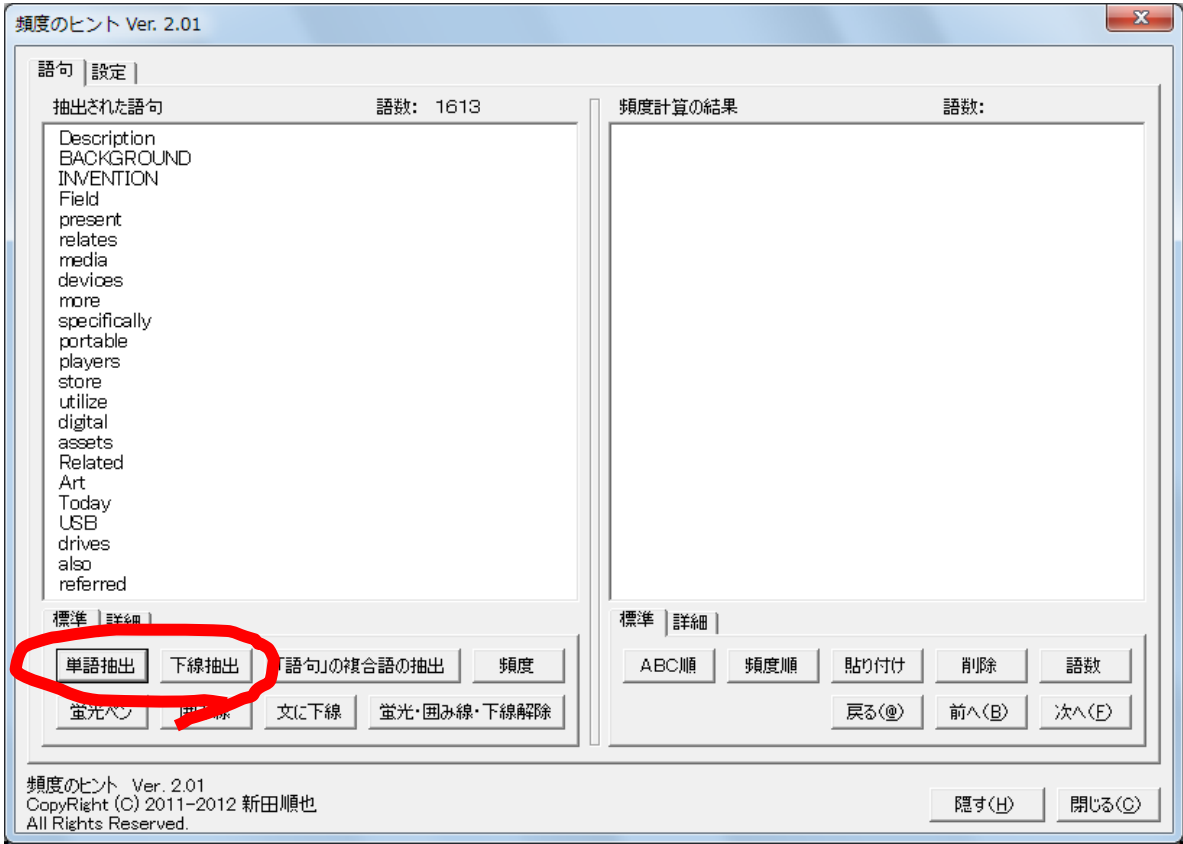 頻度のヒント Ver. 2.01
語句 設定
抽出された語句 語数: 1613
Description
BACKGROUND
INVENTION
Field
present
relates
media
devices
more
specifically
portable
players
store
utilize
digital
assets
Related
Art
Today
USB
drives
also
referred
標準 詳細
単語抽出 下線抽出 「語句」の複合語の抽出 頻度
蛍光ペン 囲み線 文に下線 蛍光・囲み線・下線解除
頻度計算の結果 語数:
標準 詳細
ABC順 頻度順 貼り付け 削除 語数
戻る(@) 前へ(B) 次へ(F)
頻度のヒント Ver. 2.01
CopyRight (C) 2011-2012 新田順也
All Rights Reserved.
隠す(H) 閉じる(C)